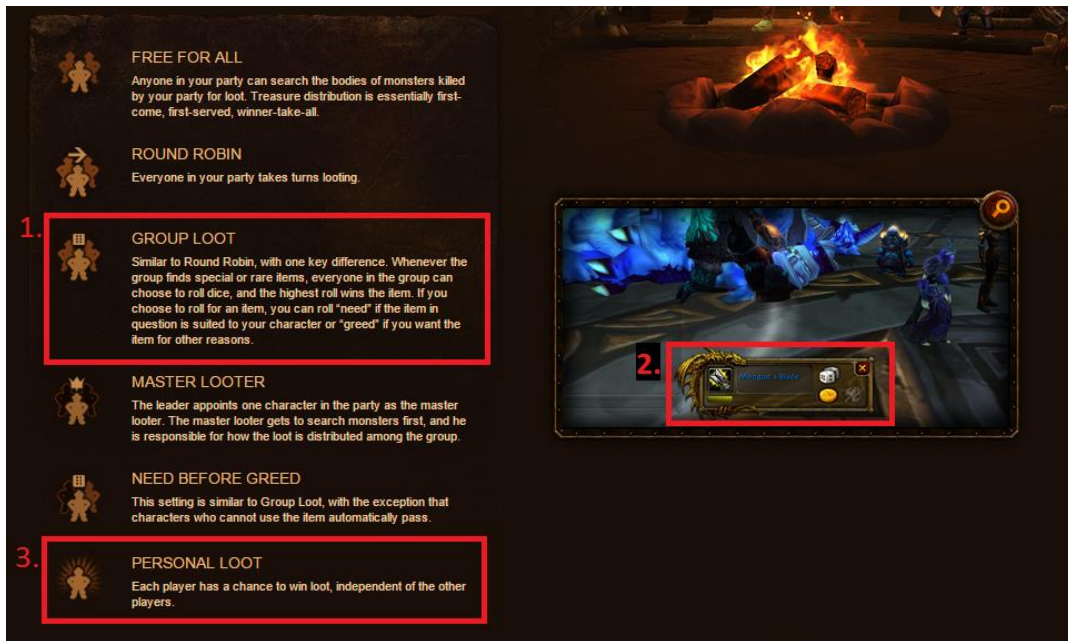 FREE FOR ALL
Anyone in your party can search the bodies of monsters killed
by your party for loot. Treasure distribution is essentially first-
come, first-served, winner-take-all.
ROUND ROBIN
Everyone in your party takes turns looting.
1.
GROUP LOOT
Similar to Round Robin, with one key difference. Whenever the
group finds special or rare items, everyone in the group can
choose to roll dice, and the highest roll wins the item. If you
choose to roll for an item, you can roll “need” if the item in
question is suited to your character or “greed” if you want the
item for other reasons.
MASTER LOOTER
The leader appoints one character in the party as the master
looter. The master looter gets to search monsters first, and he
is responsible for how the loot is distributed among the group.
NEED BEFORE GREED
This setting is similar to Group Loot, with the exception that
characters who cannot use the item automatically pass.
3.
PERSONAL LOOT
Each player has a chance to win loot, independent of the other
players.
2.